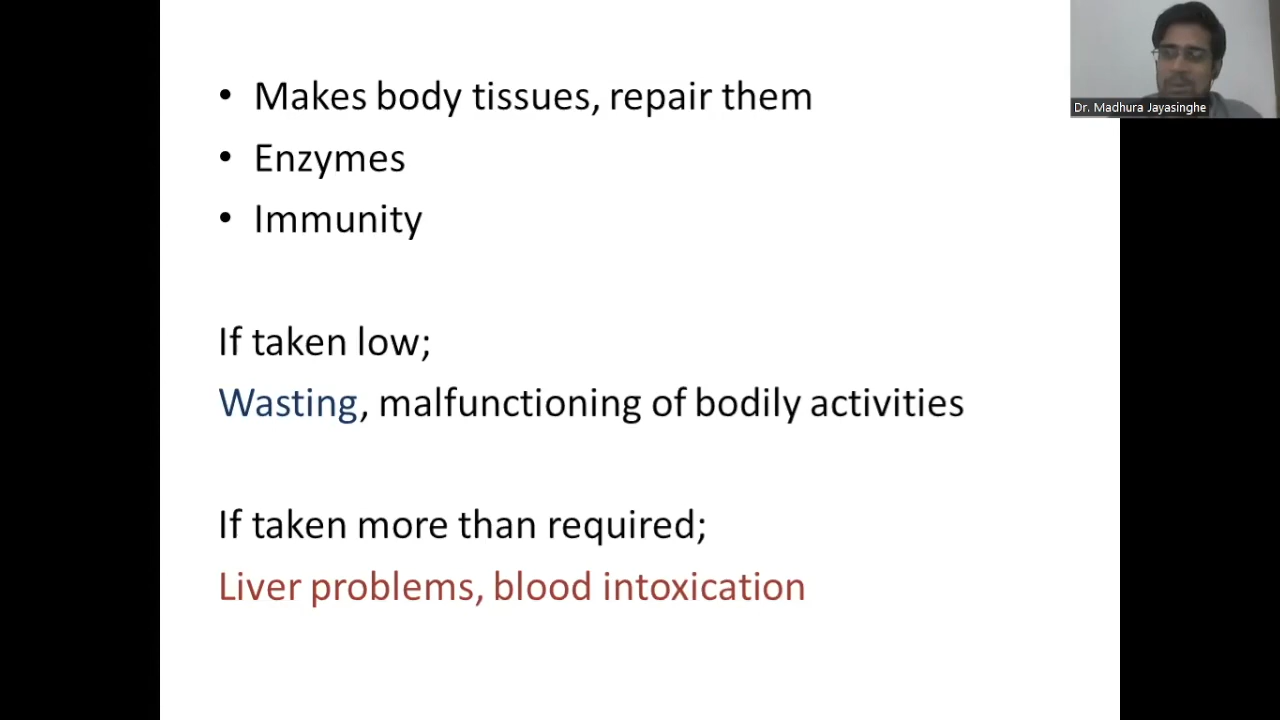 • Makes body tissues, repair them
• Enzymes
• Immunity
If taken low;
Wasting, malfunctioning of bodily activities
If taken more than required;
Liver problems, blood intoxication
Dr. Madhura Jayasinghe